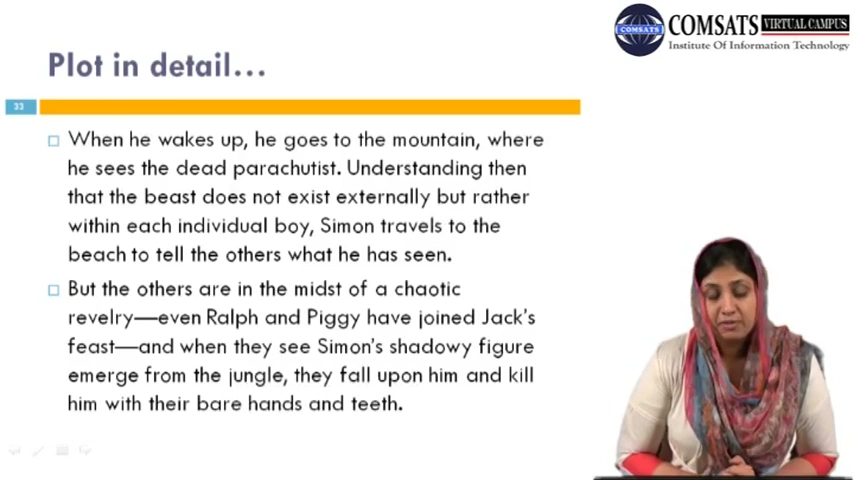 COMSATS VIRTUAL CAMPUS
COMSATS
Institute Of Information Technology
Plot in detail…
33
When he wakes up, he goes to the mountain, where
he sees the dead parachutist. Understanding then
that the beast does not exist externally but rather
within each individual boy, Simon travels to the
beach to tell the others what he has seen.
But the others are in the midst of a chaotic
revelry—even Ralph and Piggy have joined Jack's
feast—and when they see Simon's shadowy figure
emerge from the jungle, they fall upon him and kill
him with their bare hands and teeth.